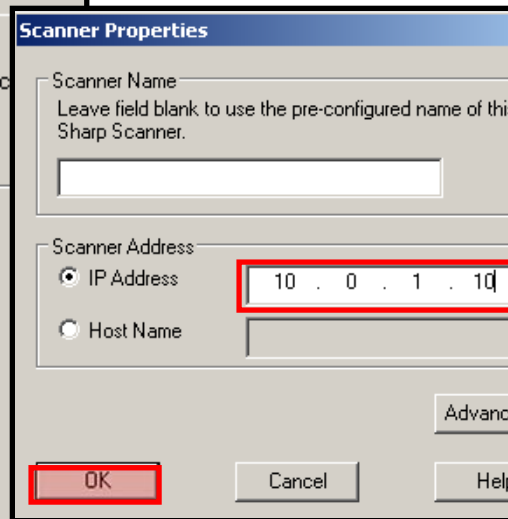 Scanner Properties
Scanner Name
Leave field blank to use the pre-configured name of this
Sharp Scanner.
Scanner Address
IP Address 10 . 0 . 1 . 10
Host Name
Advanc
OK Cancel Help